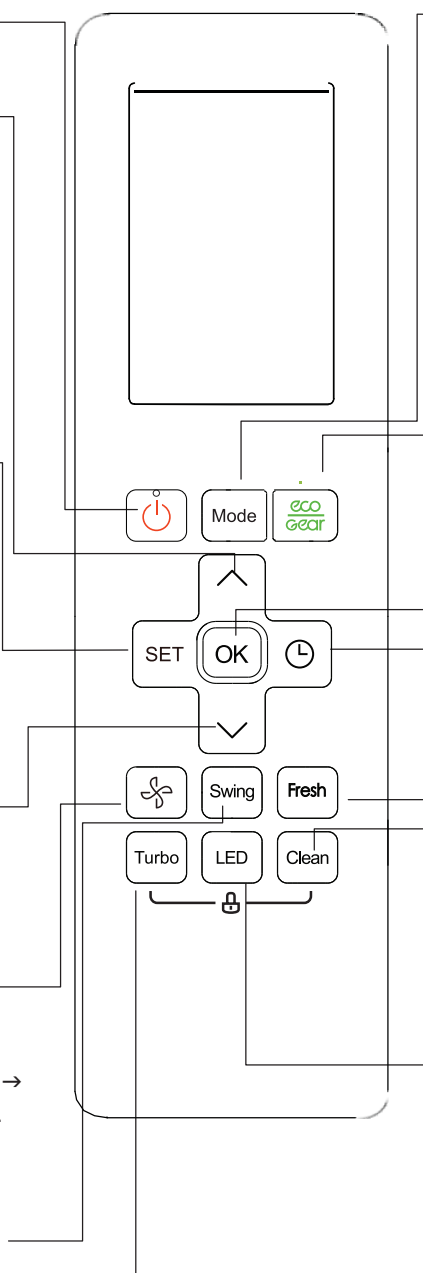 Mode
eco
Gear
SET
OK
Swing
Fresh
Turbo
LED
Clean
→